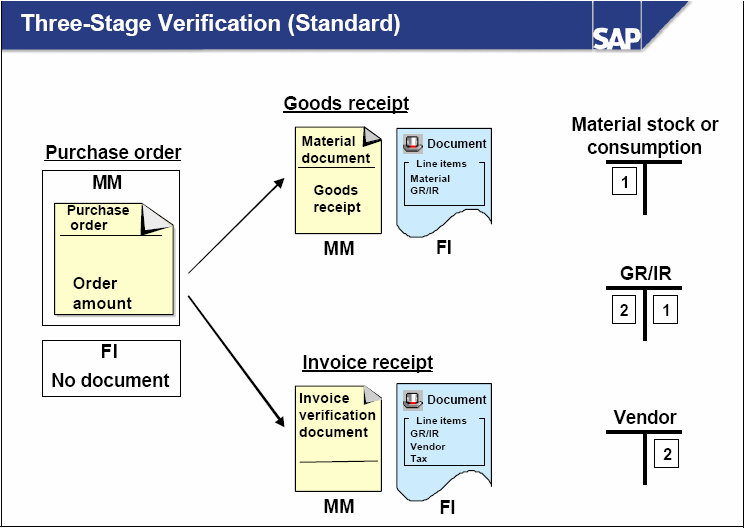 Three-Stage Verification (Standard)
SAP
Purchase order
MM
Purchase
order
Order
amount
FI
No document
Goods receipt
Material
document
Goods
receipt
MM
Document
Line items
Material
GR/IR
FI
Invoice receipt
Invoice
verification
document
MM
Document
Line items
GR/IR
Vendor
Tax
FI
Material stock or
consumption
1
GR/IR
2 1
Vendor
2